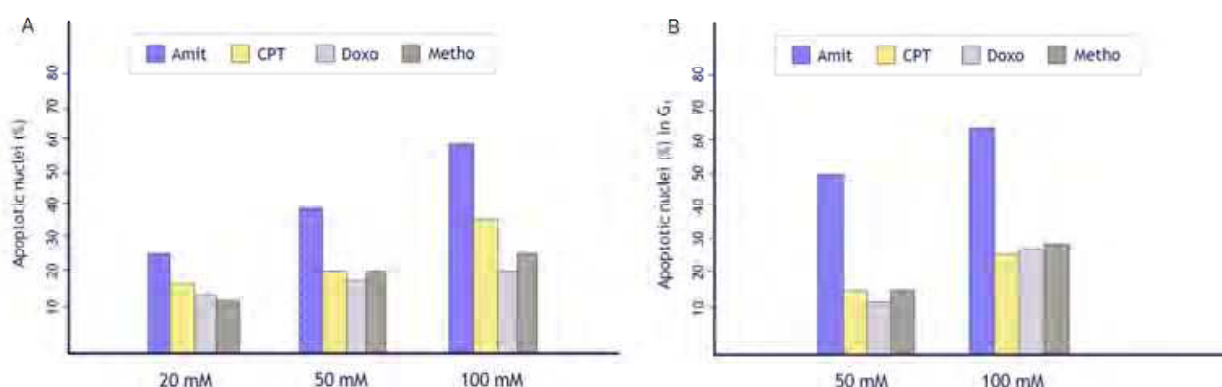 A
Amit CPT Doxo Metho
Apoptotic nuclei (%)
80
70
60
50
40
30
20
10
20 mM 50 mM 100 mM
B
Amit CPT Doxo Metho
Apoptotic nuclei (%) in G₁
80
70
60
50
40
30
20
10
50 mM 100 mM